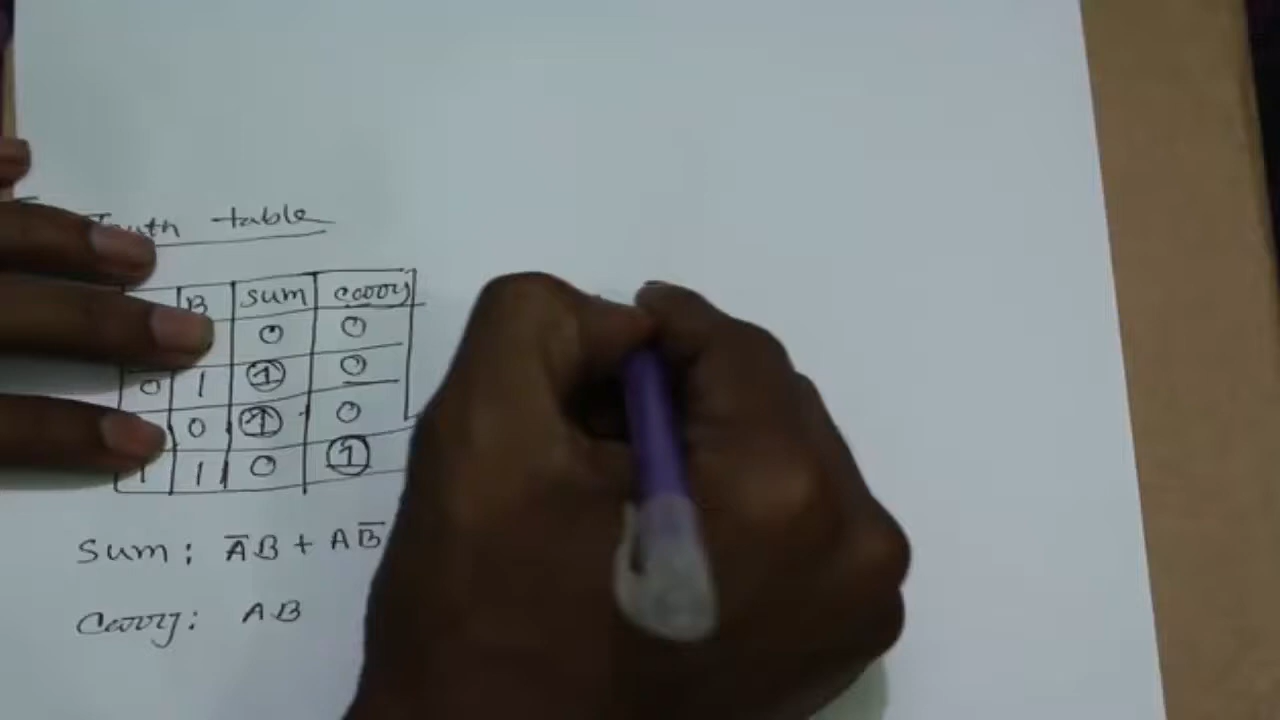 Truth table
B sum carry
0 0
0 1 1 0
0 1 0
1 1 0 1
Sum: A̅B + AB̅
Carry: AB